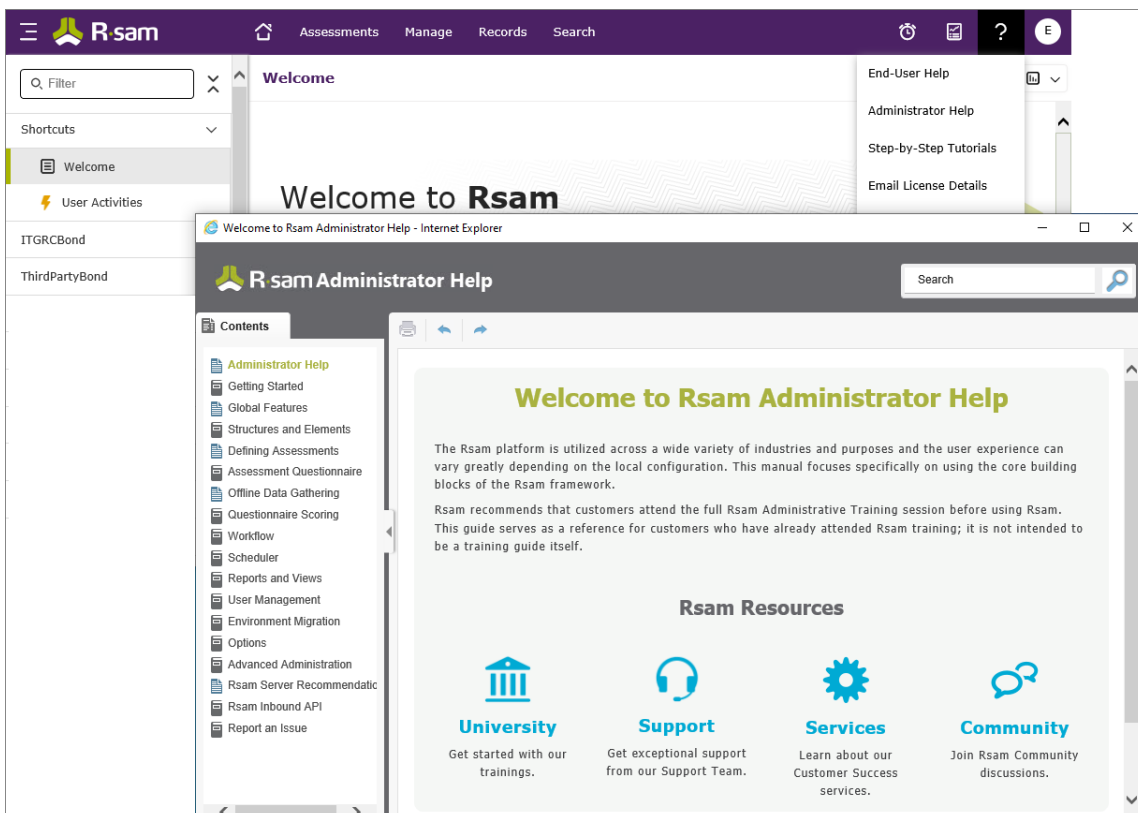 R·sam
Assessments Manage Records Search
? E
Filter
Welcome
Shortcuts
Welcome
User Activities
ITGRCBond
ThirdPartyBond
End-User Help
Administrator Help
Step-by-Step Tutorials
Email License Details
Welcome to Rsam
Welcome to Rsam Administrator Help - Internet Explorer
R·sam Administrator Help
Search
Contents
Administrator Help
Getting Started
Global Features
Structures and Elements
Defining Assessments
Assessment Questionnaire
Offline Data Gathering
Questionnaire Scoring
Workflow
Scheduler
Reports and Views
User Management
Environment Migration
Options
Advanced Administration
Rsam Server Recommendatic
Rsam Inbound API
Report an Issue
Welcome to Rsam Administrator Help
The Rsam platform is utilized across a wide variety of industries and purposes and the user experience can
vary greatly depending on the local configuration. This manual focuses specifically on using the core building
blocks of the Rsam framework.
Rsam recommends that customers attend the full Rsam Administrative Training session before using Rsam.
This guide serves as a reference for customers who have already attended Rsam training; it is not intended to
be a training guide itself.
Rsam Resources
University
Get started with our
trainings.
Support
Get exceptional support
from our Support Team.
Services
Learn about our
Customer Success
services.
Community
Join Rsam Community
discussions.